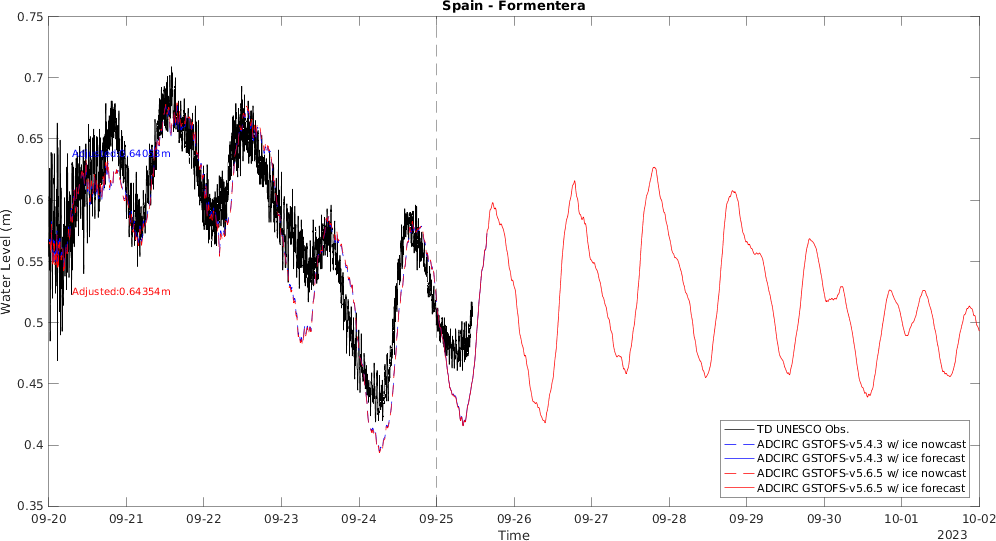 Spain - Formentera
0.75
0.7
0.65
0.6
0.55
0.5
0.45
0.4
0.35
Water Level (m)
Adjusted:0.64354m
TD UNESCO Obs.
ADCIRC GSTOFS-v5.4.3 w/ ice nowcast
ADCIRC GSTOFS-v5.4.3 w/ ice forecast
ADCIRC GSTOFS-v5.6.5 w/ ice nowcast
ADCIRC GSTOFS-v5.6.5 w/ ice forecast
09-20 09-21 09-22 09-23 09-24 09-25 09-26 09-27 09-28 09-29 09-30 10-01 10-02
Time
2023